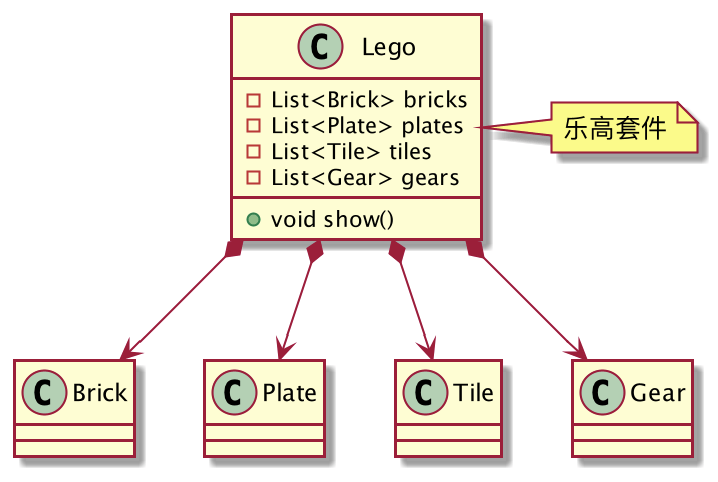 C Lego
List<Brick> bricks
List<Plate> plates
List<Tile> tiles
List<Gear> gears
void show()
乐高套件
C Brick
C Plate
C Tile
C Gear